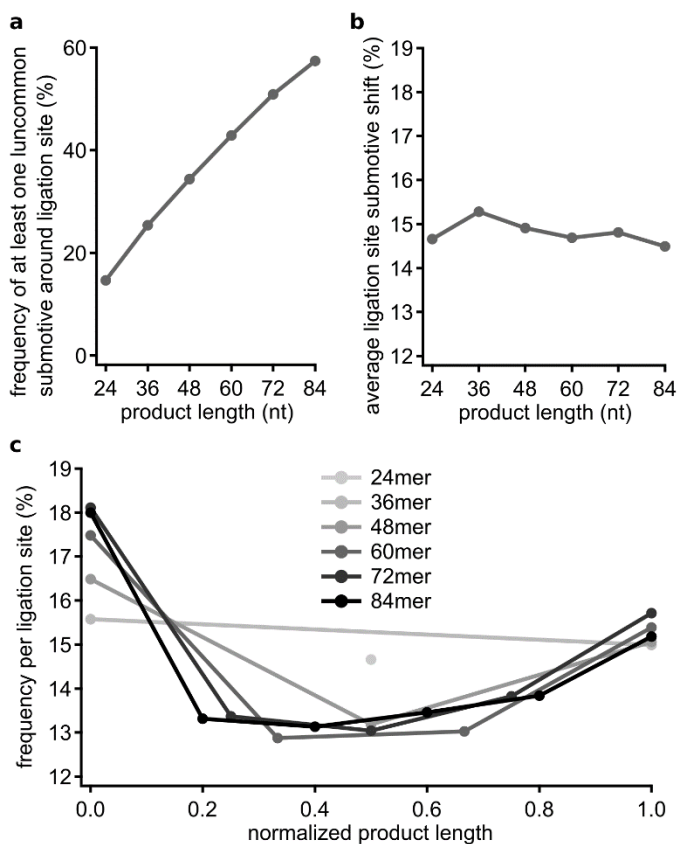 a
frequency of at least one luncommon
submotive around ligation site (%)
60
40
20
0
24 36 48 60 72 84
product length (nt)
b
average ligation site submotive shift (%)
19
18
17
16
15
14
13
12
24 36 48 60 72 84
product length (nt)
c
frequency per ligation site (%)
19
18
17
16
15
14
13
12
24mer
36mer
48mer
60mer
72mer
84mer
0.0 0.2 0.4 0.6 0.8 1.0
normalized product length